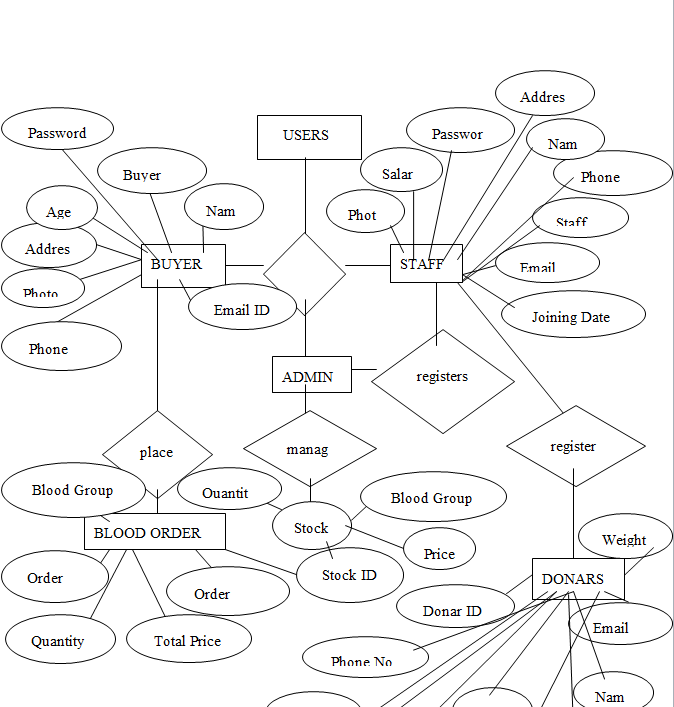 Addres
Password
USERS
Passwor
Nam
Buyer
Salar
Phone
Age
Nam
Phot
Staff
Addres
BUYER
STAFF
Email
Photo
Email ID
Joining Date
Phone
ADMIN
registers
place
manag
register
Blood Group
Quantit
Blood Group
Stock
BLOOD ORDER
Weight
Price
Order
Stock ID
DONARS
Order
Donar ID
Quantity
Total Price
Email
Phone No
Nam